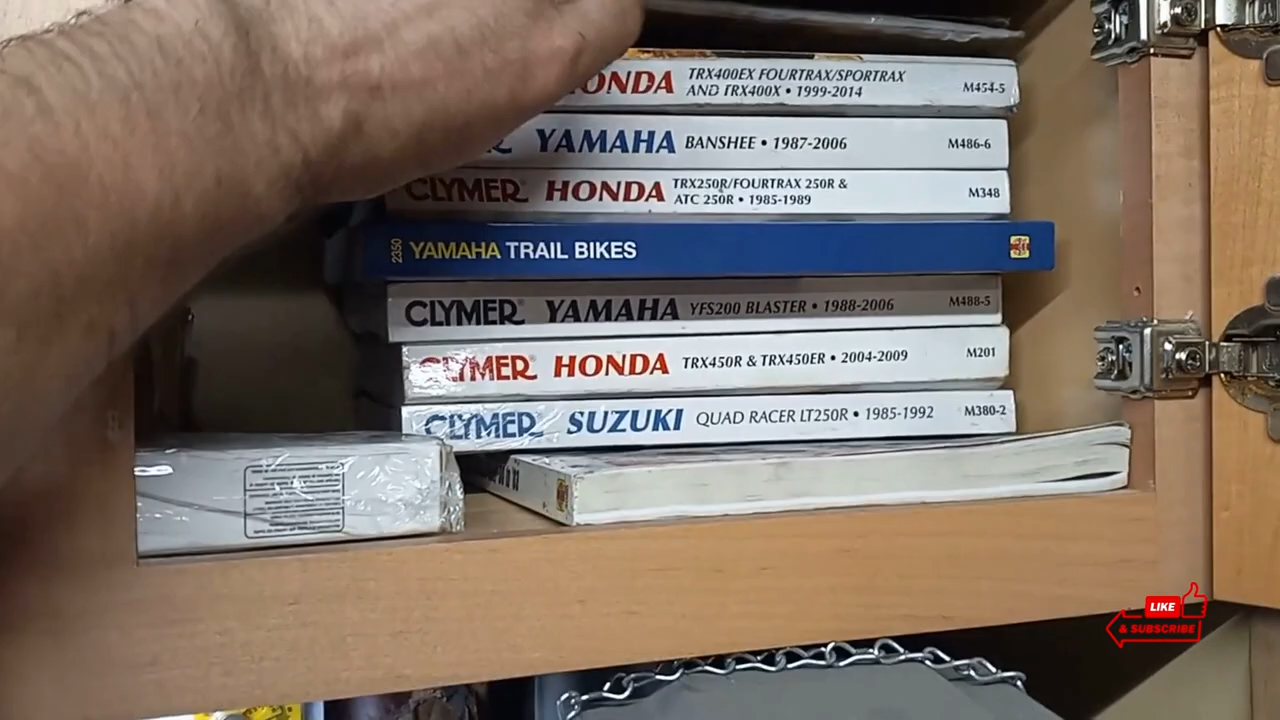 ONDA TRX400EX FOURTRAX/SPORTRAX
AND TRX400X • 1999-2014 M454-5
YAMAHA BANSHEE • 1987-2006 M486-6
CLYMER HONDA TRX250R/FOURTRAX 250R &
ATC 250R • 1985-1989 M348
2350 YAMAHA TRAIL BIKES
CLYMER® YAMAHA YFS200 BLASTER • 1988-2006 M488-5
CLYMER® HONDA TRX450R & TRX450ER • 2004-2009 M201
CLYMER SUZUKI QUAD RACER LT250R • 1985-1992 M380-2
LIKE
& SUBSCRIBE